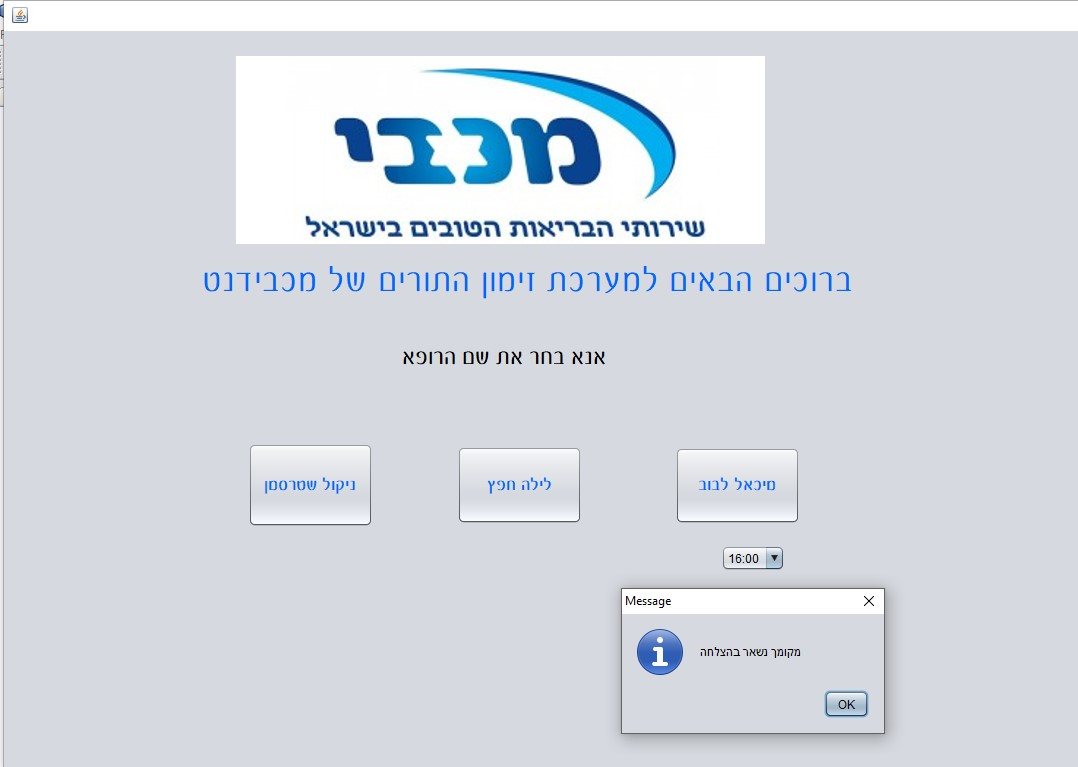 מכבי
שירותי הבריאות הטובים בישראל
ברוכים הבאים למערכת זימון התורים של מכבידנט
אנא בחר את שם הרופא
מיכאל לבוב
לילה חפץ
ניקול שטרסמן
16:00
Message
מקומך נשאר בהצלחה
OK